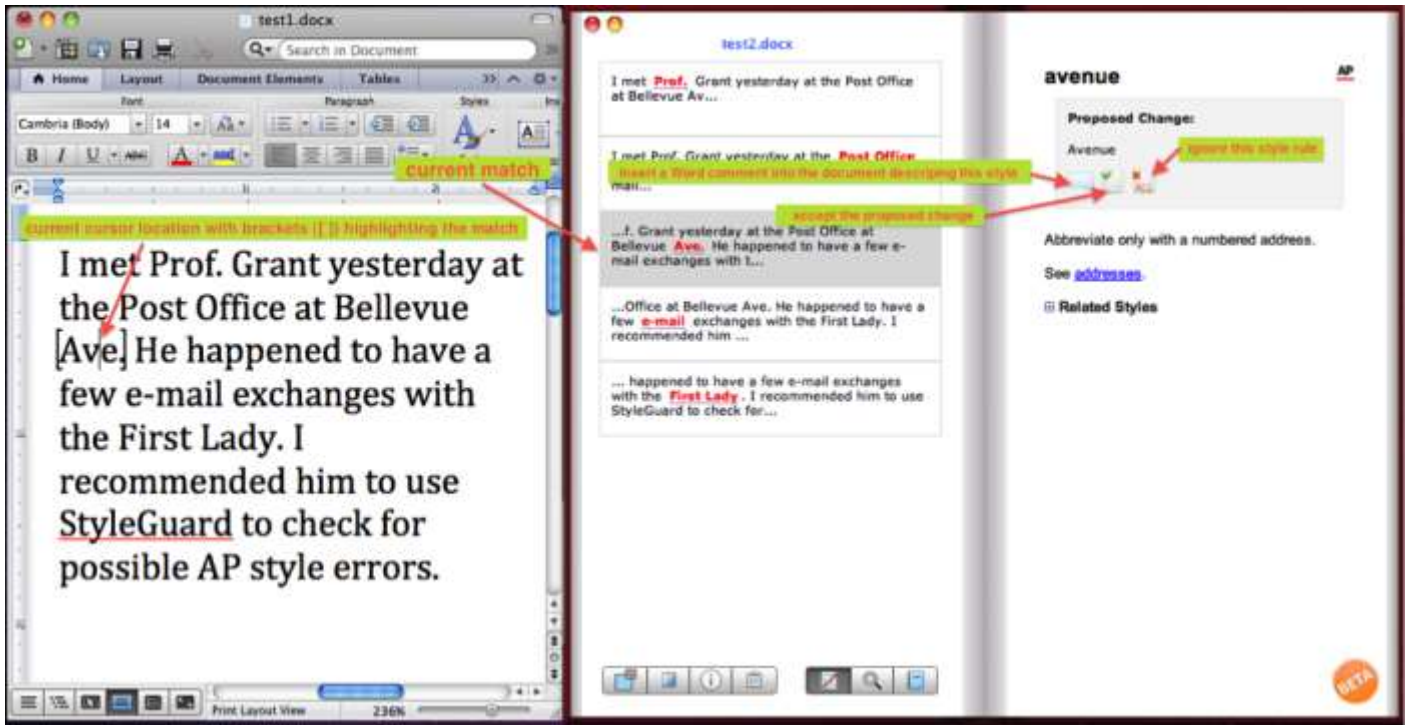 test1.docx
Search in Document
Home Layout Document Elements Tables
Font Paragraph Styles
Cambria (Body) 14
B I U ABC A
current match
current cursor location with brackets ([ ]) highlighting the match
I met Prof. Grant yesterday at
the Post Office at Bellevue
[Ave.] He happened to have a
few e-mail exchanges with
the First Lady. I
recommended him to use
StyleGuard to check for
possible AP style errors.
Print Layout View 236%
test2.docx
I met Prof. Grant yesterday at the Post Office
at Bellevue Av...
I met Prof. Grant yesterday at the Post Office
insert a Word comment into the document descriping this style
mail...
accept the proposed change
...f. Grant yesterday at the Post Office at
Bellevue Ave. He happened to have a few e-
mail exchanges with t...
...Office at Bellevue Ave. He happened to have a
few e-mail exchanges with the First Lady. I
recommended him ...
... happened to have a few e-mail exchanges
with the First Lady . I recommended him to use
StyleGuard to check for...
avenue
AP
Proposed Change:
Avenue
ignore this style rule
ALL
Abbreviate only with a numbered address.
See addresses.
Related Styles
BETA